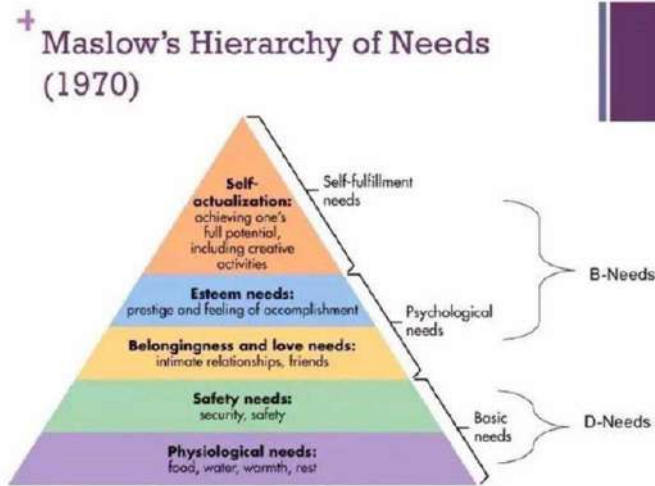 +
Maslow's Hierarchy of Needs
(1970)
Self-
actualization:
achieving one's
full potential,
including creative
activities
Self-fulfillment
needs
B-Needs
Esteem needs:
prestige and feeling of accomplishment
Psychological
needs
Belongingness and love needs:
intimate relationships, friends
Safety needs:
security, safety
Basic
needs
D-Needs
Physiological needs:
food, water, warmth, rest